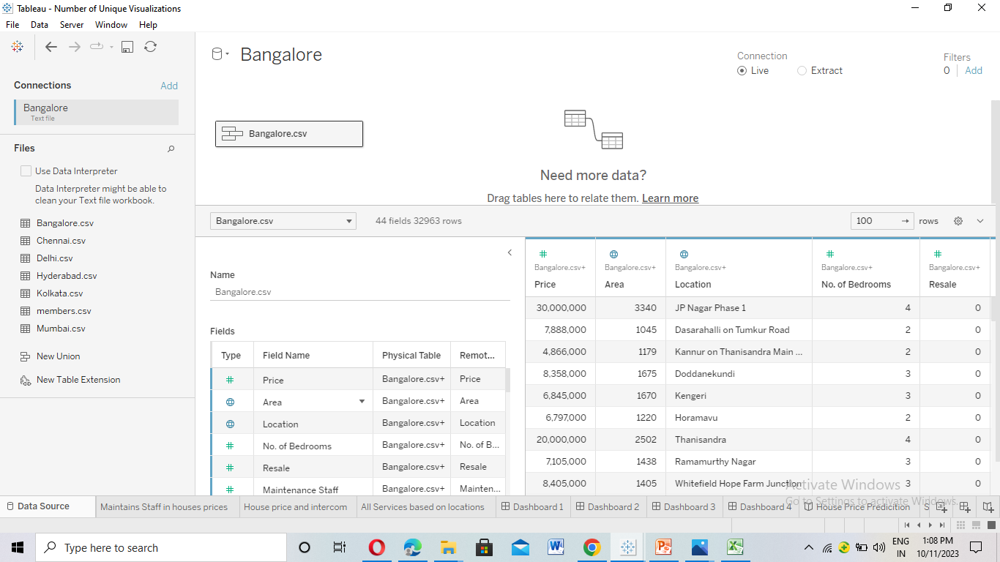 Tableau - Number of Unique Visualizations
File Data Server Window Help
Connections Add
Bangalore
Text file
Files
Use Data Interpreter
Data Interpreter might be able to
clean your Text file workbook.
Bangalore.csv
Chennai.csv
Delhi.csv
Hyderabad.csv
Kolkata.csv
members.csv
Mumbai.csv
New Union
New Table Extension
Bangalore
Connection
Live Extract
Filters
0 Add
Bangalore.csv
Need more data?
Drag tables here to relate them. Learn more
Bangalore.csv 44 fields 32963 rows 100 rows
Name
Bangalore.csv
Fields
Type Field Name Physical Table Remot...
# Price Bangalore.csv+ Price
Area Bangalore.csv+ Area
Location Bangalore.csv+ Location
# No. of Bedrooms Bangalore.csv+ No. of B...
# Resale Bangalore.csv+ Resale
# Maintenance Staff Bangalore.csv+ Mainten...
# # #
Bangalore.csv+ Bangalore.csv+ Bangalore.csv+ Bangalore.csv+ Bangalore.csv+
Price Area Location No. of Bedrooms Resale
30,000,000 3340 JP Nagar Phase 1 4 0
7,888,000 1045 Dasarahalli on Tumkur Road 2 0
4,866,000 1179 Kannur on Thanisandra Main ... 2 0
8,358,000 1675 Doddanekundi 3 0
6,845,000 1670 Kengeri 3 0
6,797,000 1220 Horamavu 2 0
20,000,000 2502 Thanisandra 4 0
7,105,000 1438 Ramamurthy Nagar 3 0
8,405,000 1405 Whitefield Hope Farm Junction 3 0
Activate Windows
Go to Settings to activate Windows.
Data Source Maintains Staff in houses prices House price and intercom All Services based on locations Dashboard 1 Dashboard 2 Dashboard 3 Dashboard 4 House Price Predicition S
Type here to search
ENG
IN
1:08 PM
10/11/2023